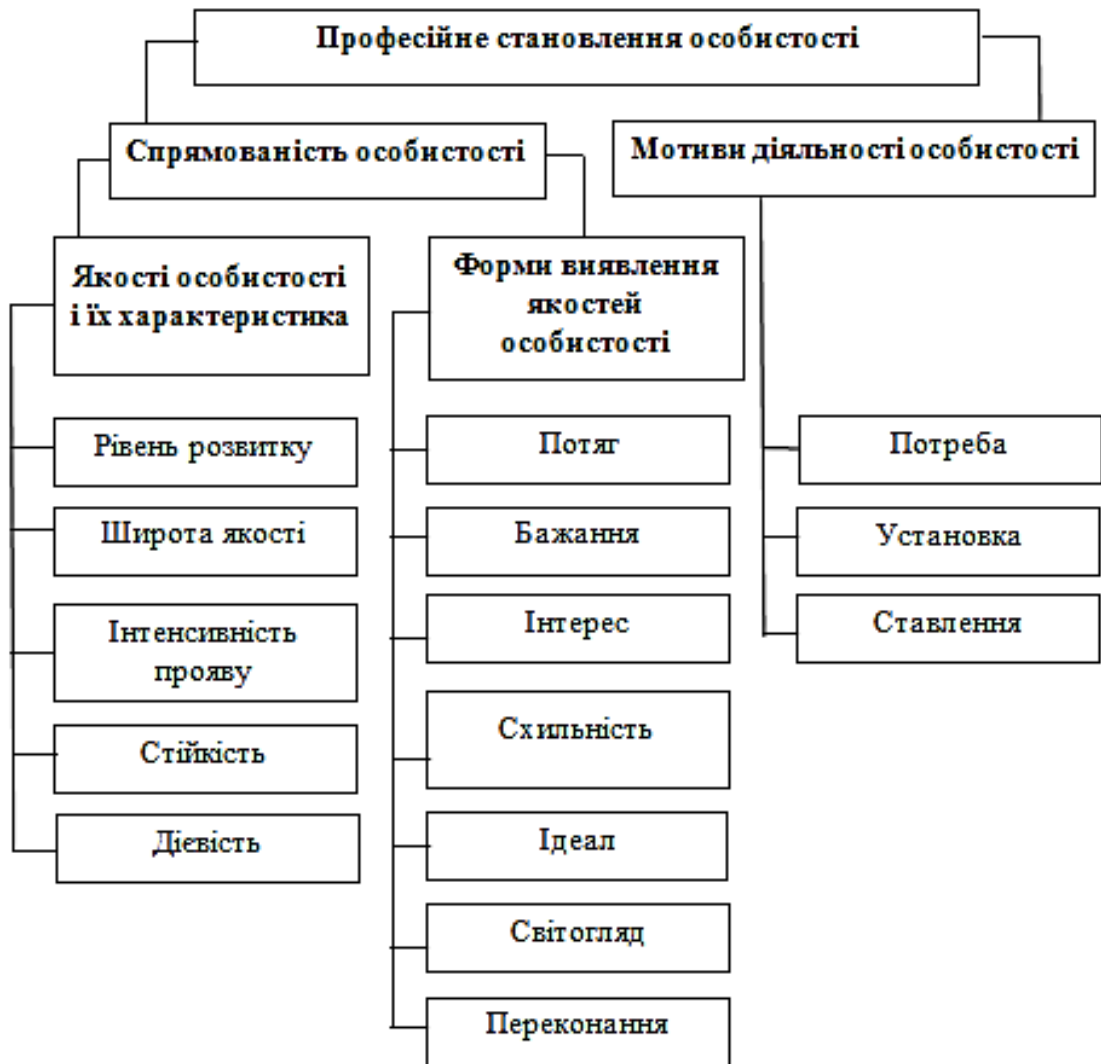 Професійне становлення особистості
Спрямованість особистості
Мотиви діяльності особистості
Якості особистості
і їх характеристика
Форми виявлення
якостей
особистості
Рівень розвитку
Широта якості
Інтенсивність
прояву
Стійкість
Дієвість
Потяг
Бажання
Інтерес
Схильність
Ідеал
Світогляд
Переконання
Потреба
Установка
Ставлення